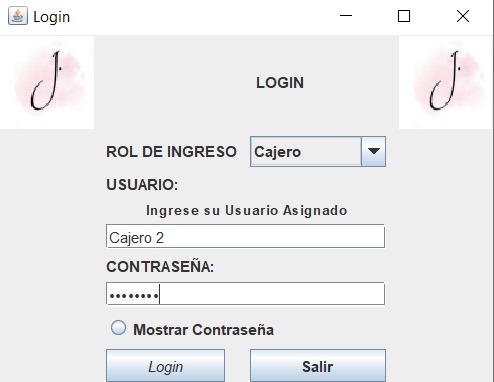 Login
J. J.
LOGIN
ROL DE INGRESO Cajero
USUARIO:
Ingrese su Usuario Asignado
Cajero 2
CONTRASEÑA:
••••••••
Mostrar Contraseña
Login Salir